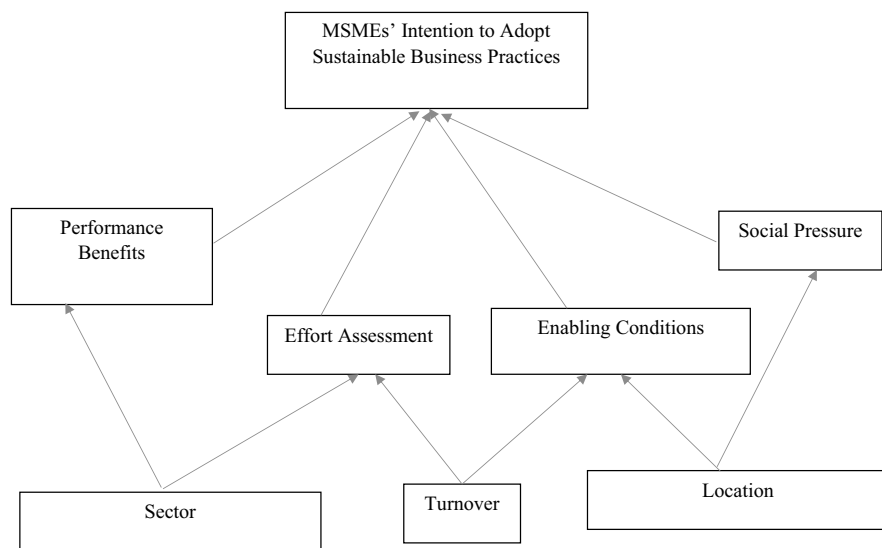 MSMEs’ Intention to Adopt
Sustainable Business Practices
Performance
Benefits
Social Pressure
Effort Assessment
Enabling Conditions
Sector
Turnover
Location